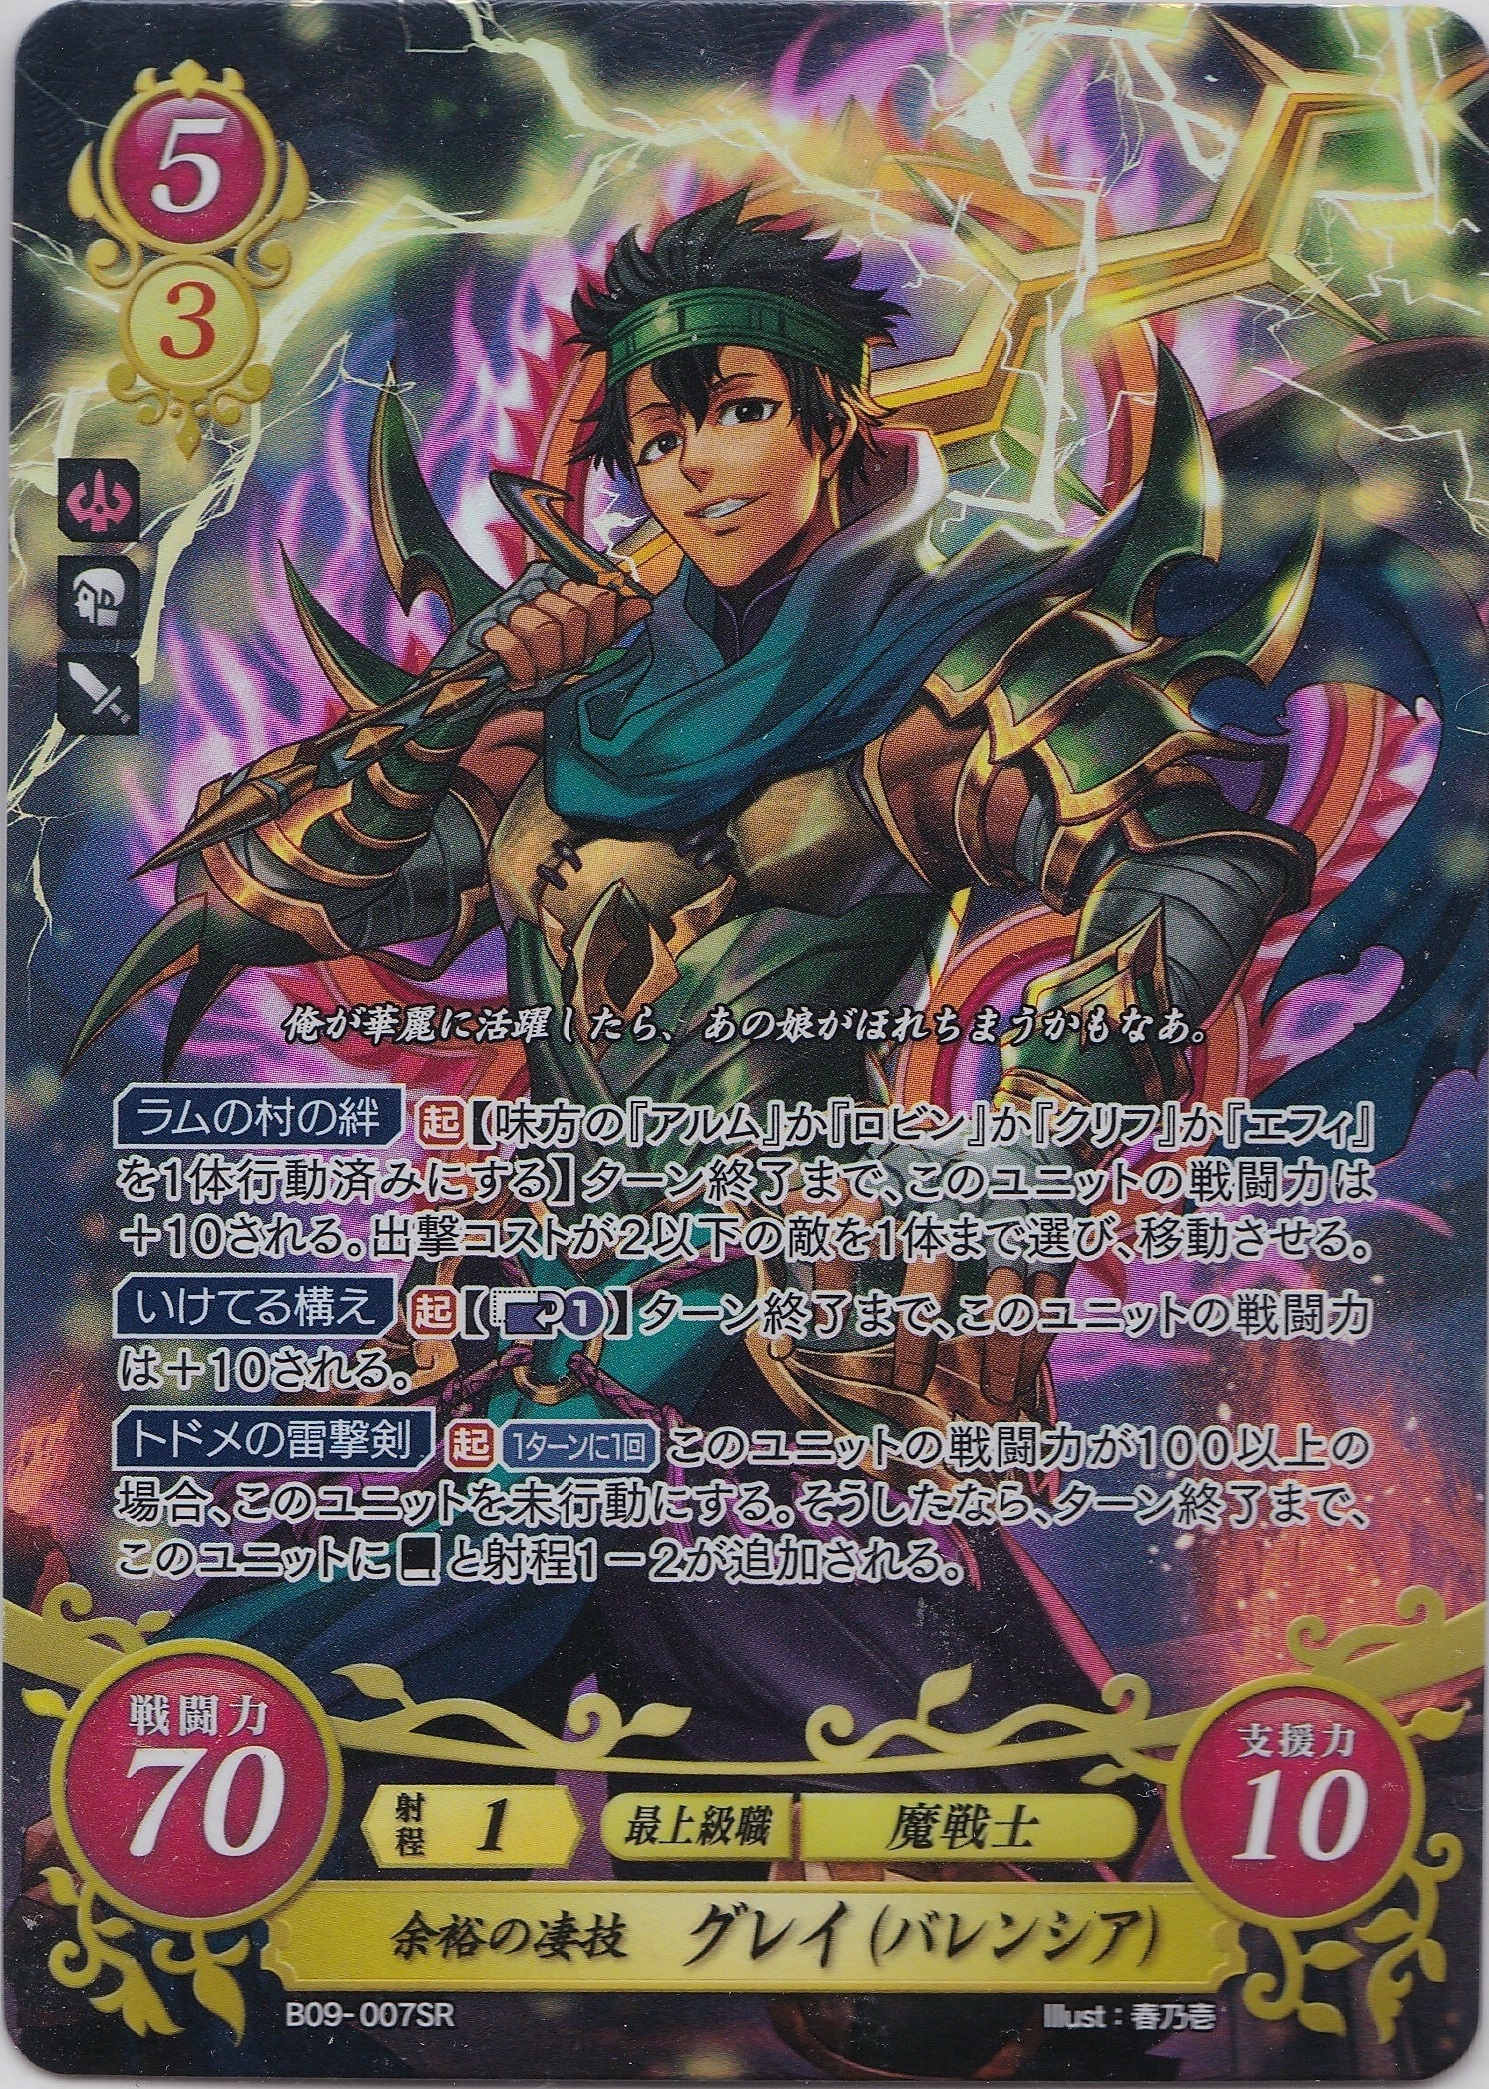 5
3
俺が華麗に活躍したら、あの娘がほれちまうかもなあ。
ラムの村の絆 起【味方の『アルム』か『ロビン』か『クリフ』か『エフィ』
を1体行動済みにする】ターン終了まで、このユニットの戦闘力は
＋10される。出撃コストが2以下の敵を1体まで選び、移動させる。
いけてる構え 起【1】ターン終了まで、このユニットの戦闘力
は＋10される。
トドメの雷撃剣 起 1ターンに1回 このユニットの戦闘力が100以上の
場合、このユニットを未行動にする。そうしたなら、ターン終了まで、
このユニットに と射程1－2が追加される。
戦闘力
70
射程 1 最上級職 魔戦士
支援力
10
余裕の凄技 グレイ(バレンシア)
B09-007SR Illust：春乃壱